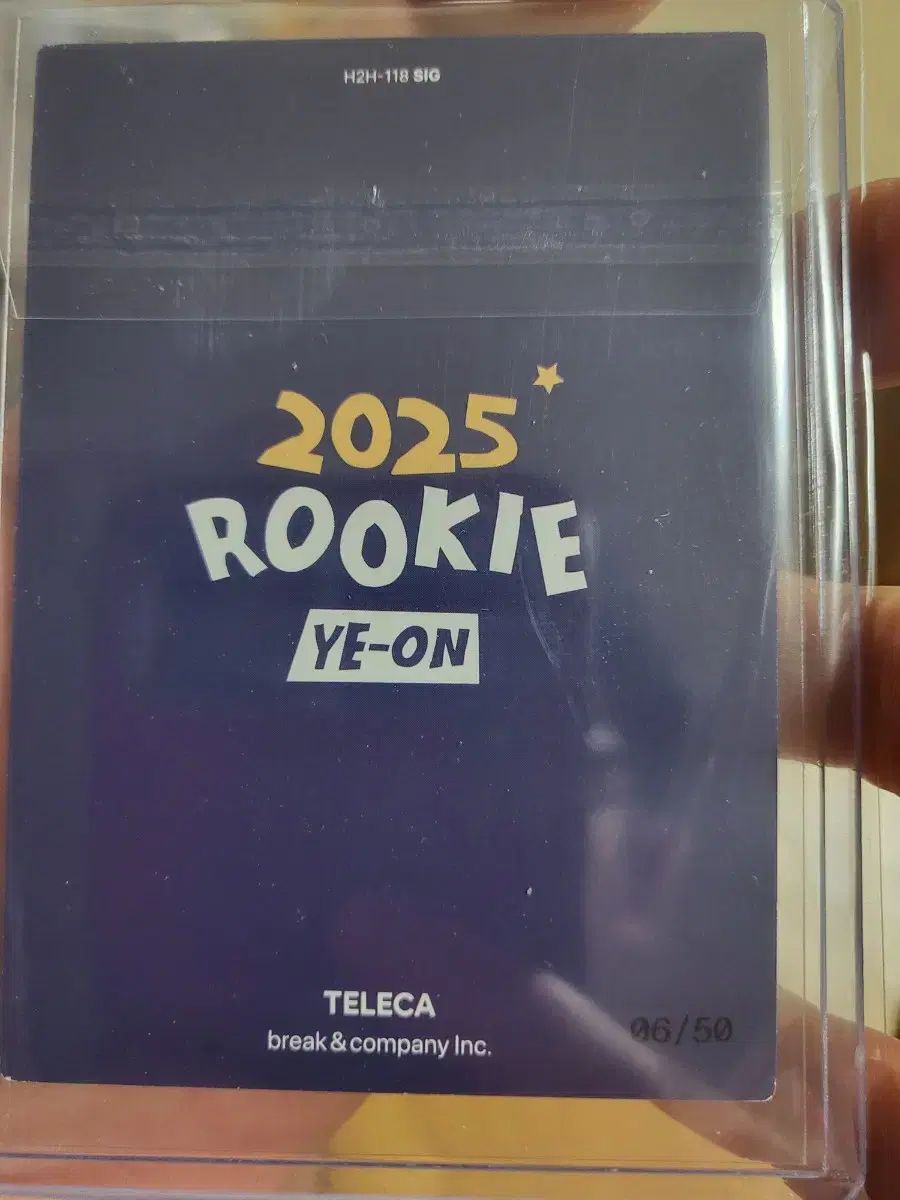 H2H-118 SIG
2025
ROOKIE
YE-ON
TELECA
break & company Inc.
06/50